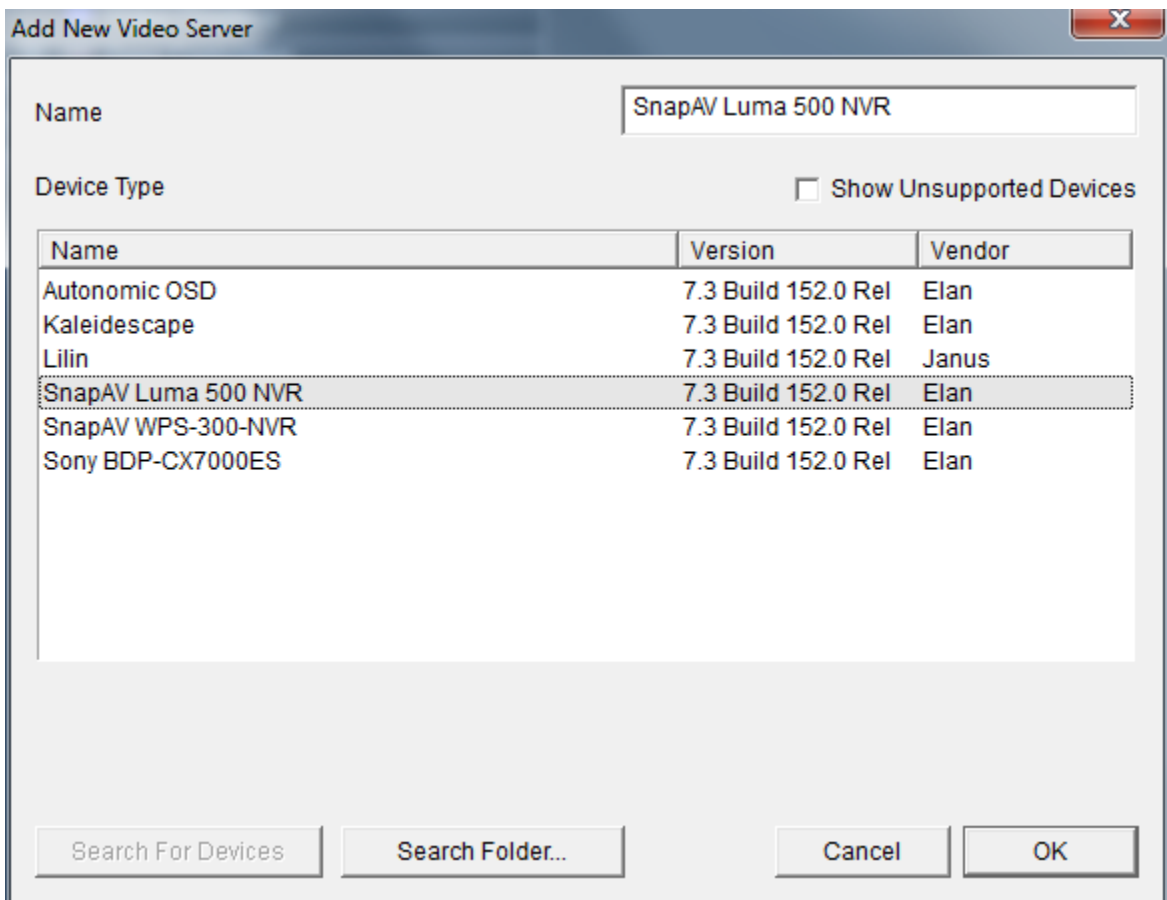 Add New Video Server
Name SnapAV Luma 500 NVR
Device Type Show Unsupported Devices
Name Version Vendor
Autonomic OSD 7.3 Build 152.0 Rel Elan
Kaleidescape 7.3 Build 152.0 Rel Elan
Lilin 7.3 Build 152.0 Rel Janus
SnapAV Luma 500 NVR 7.3 Build 152.0 Rel Elan
SnapAV WPS-300-NVR 7.3 Build 152.0 Rel Elan
Sony BDP-CX7000ES 7.3 Build 152.0 Rel Elan
Search For Devices Search Folder... Cancel OK